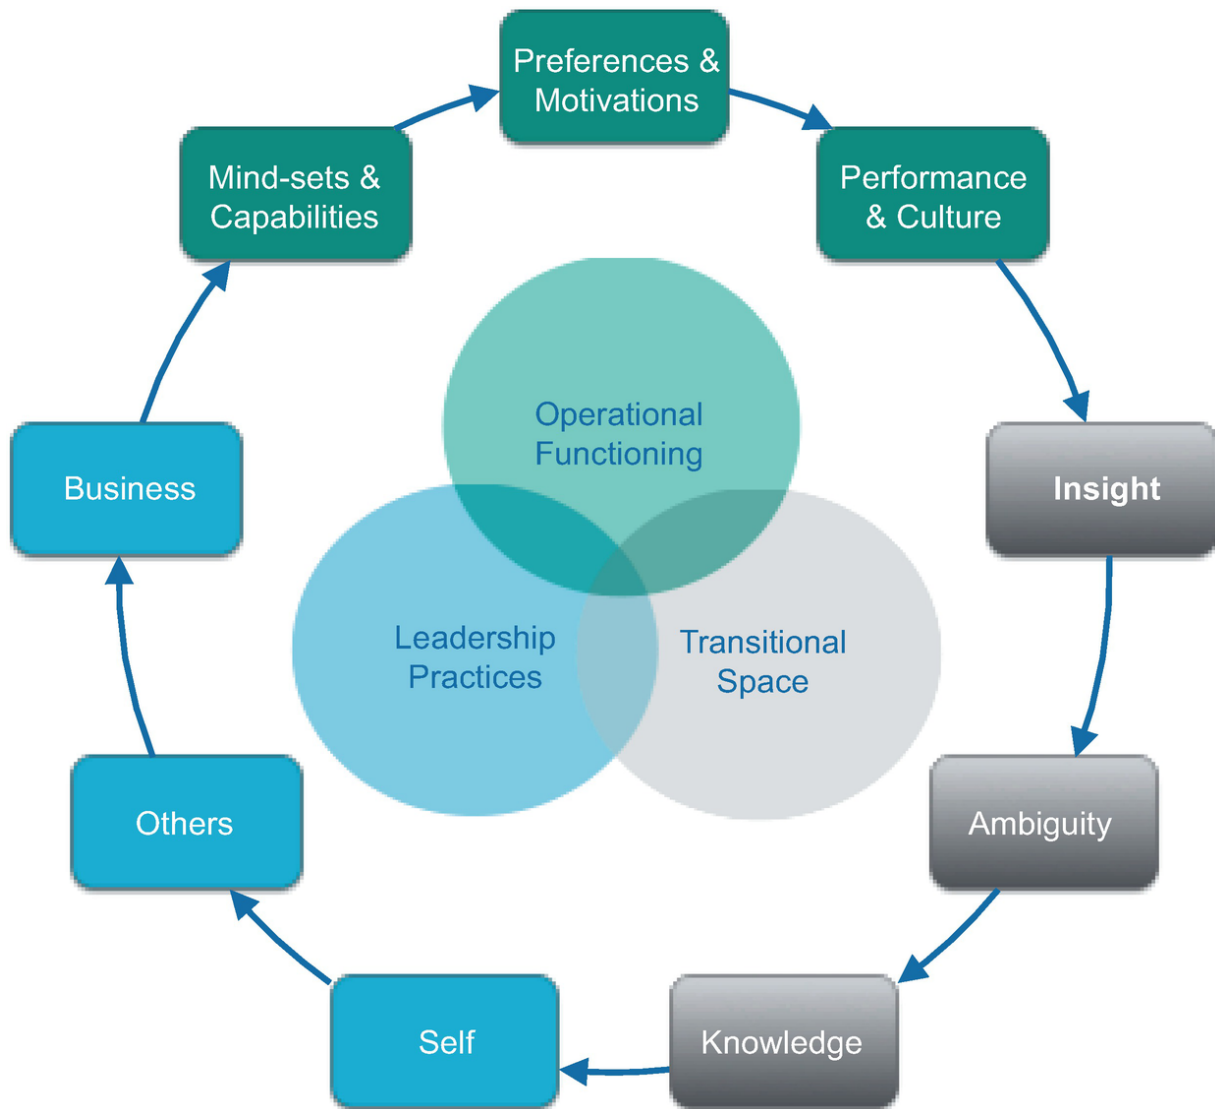 Preferences &
Motivations
Mind-sets &
Capabilities
Performance
& Culture
Operational
Functioning
Business
Insight
Leadership
Practices
Transitional
Space
Others
Ambiguity
Self
Knowledge